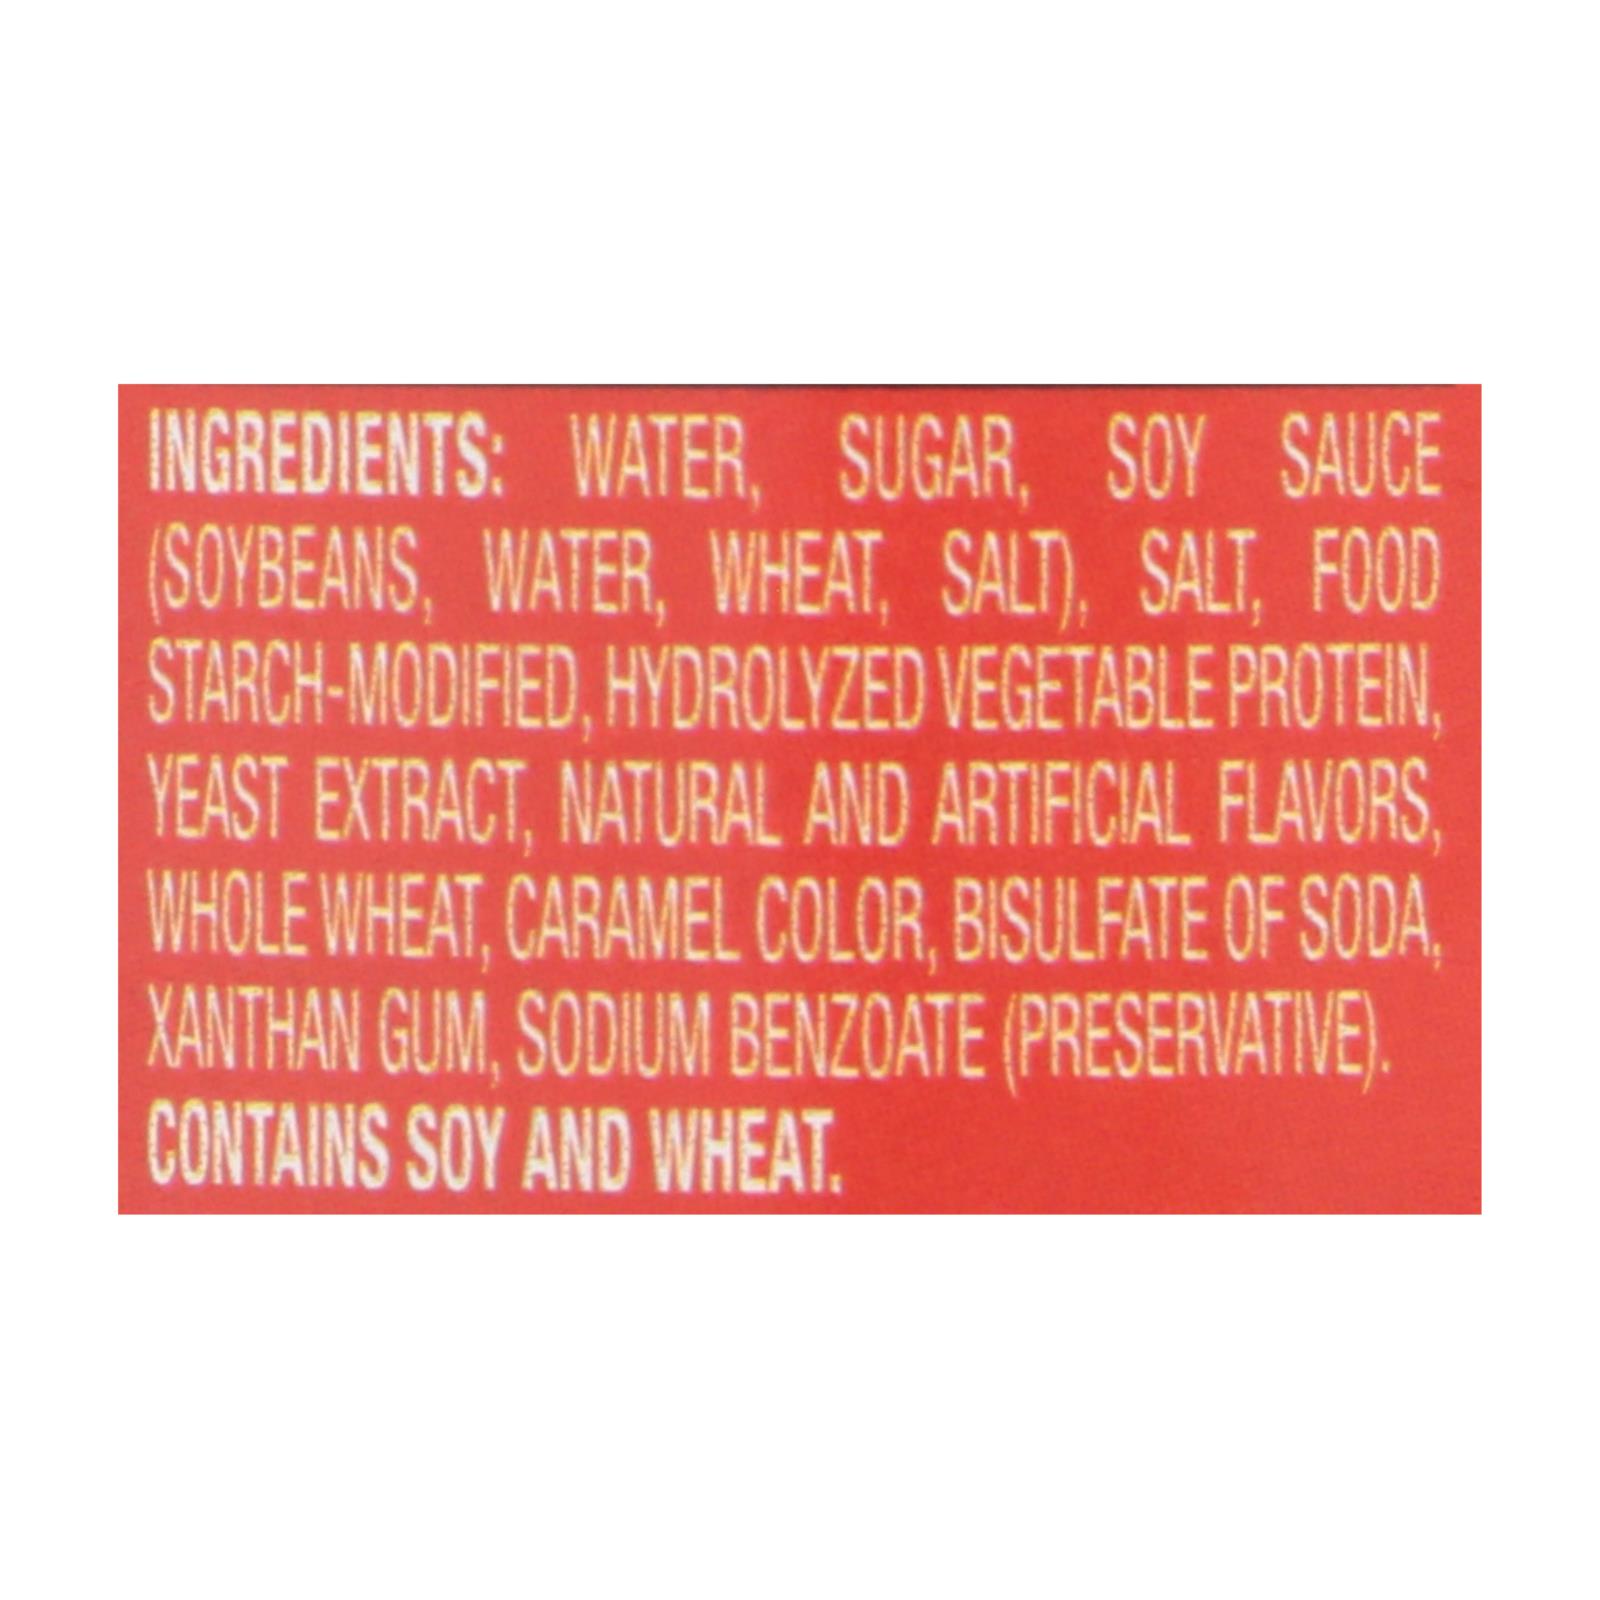 INGREDIENTS: WATER, SUGAR, SOY SAUCE
(SOYBEANS, WATER, WHEAT, SALT), SALT, FOOD
STARCH-MODIFIED, HYDROLYZED VEGETABLE PROTEIN,
YEAST EXTRACT, NATURAL AND ARTIFICIAL FLAVORS,
WHOLE WHEAT, CARAMEL COLOR, BISULFATE OF SODA,
XANTHAN GUM, SODIUM BENZOATE (PRESERVATIVE).
CONTAINS SOY AND WHEAT.